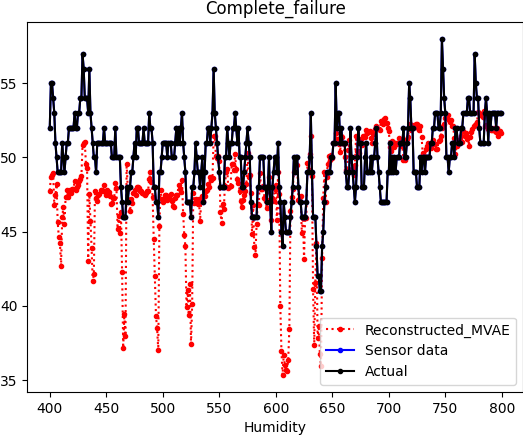 Complete_failure
55
50
45
40
35
Reconstructed_MVAE
Sensor data
Actual
400 450 500 550 600 650 700 750 800
Humidity